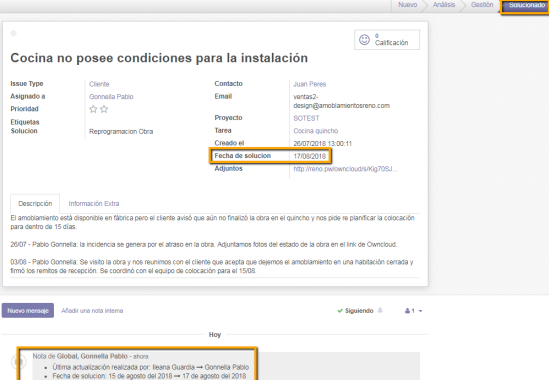 Nuevo Análisis Gestión Solucionado
0
Calificación
Cocina no posee condiciones para la instalación
Issue Type Cliente Contacto Juan Peres
Asignado a Gonnella Pablo Email ventas2-
design@amoblamientosreno.com
Prioridad
Proyecto SOTEST
Etiquetas
Solucion Reprogramacion Obra Tarea Cocina quincho
Creado el 26/07/2018 13:00:11
Fecha de solucion 17/08/2018
Adjuntos http://reno.pw/owncloud/s/Kig70SJ...
Descripción Información Extra
El amoblamiento está disponible en fábrica pero el cliente avisó que aún no finalizó la obra en el quincho y nos pide re planificar la colocación
para dentro de 15 días.
26/07 - Pablo Gonnella: la incidencia se genera por el atraso en la obra. Adjuntamos fotos del estado de la obra en el link de Owncloud.
03/08 - Pablo Gonnella: Se visito la obra y nos reunimos con el cliente que acepta que dejemos el amoblamiento en una habitación cerrada y
firmó los remitos de recepción. Se coordinó con el equipo de colocación para el 15/08.
Nuevo mensaje Añadir una nota interna Siguiendo 1
Hoy
Nota de Global, Gonnella Pablo - ahora
• Última actualización realizada por: Ileana Guardia → Gonnella Pablo
• Fecha de solucion: 15 de agosto del 2018 → 17 de agosto del 2018